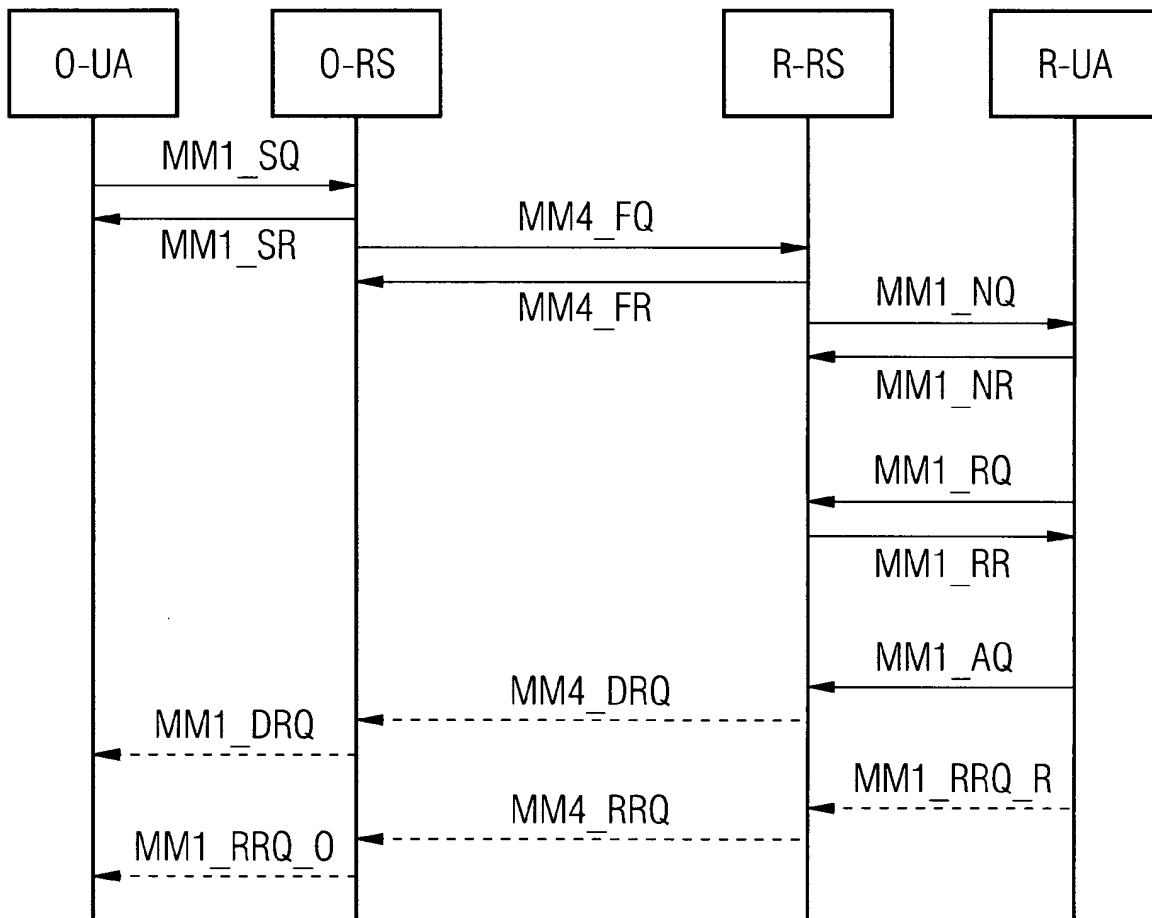 O-UA
O-RS
R-RS
R-UA
MM1_SQ
MM1_SR
MM4_FQ
MM4_FR
MM1_NQ
MM1_NR
MM1_RQ
MM1_RR
MM1_AQ
MM4_DRQ
MM1_DRQ
MM1_RRQ_R
MM4_RRQ
MM1_RRQ_O